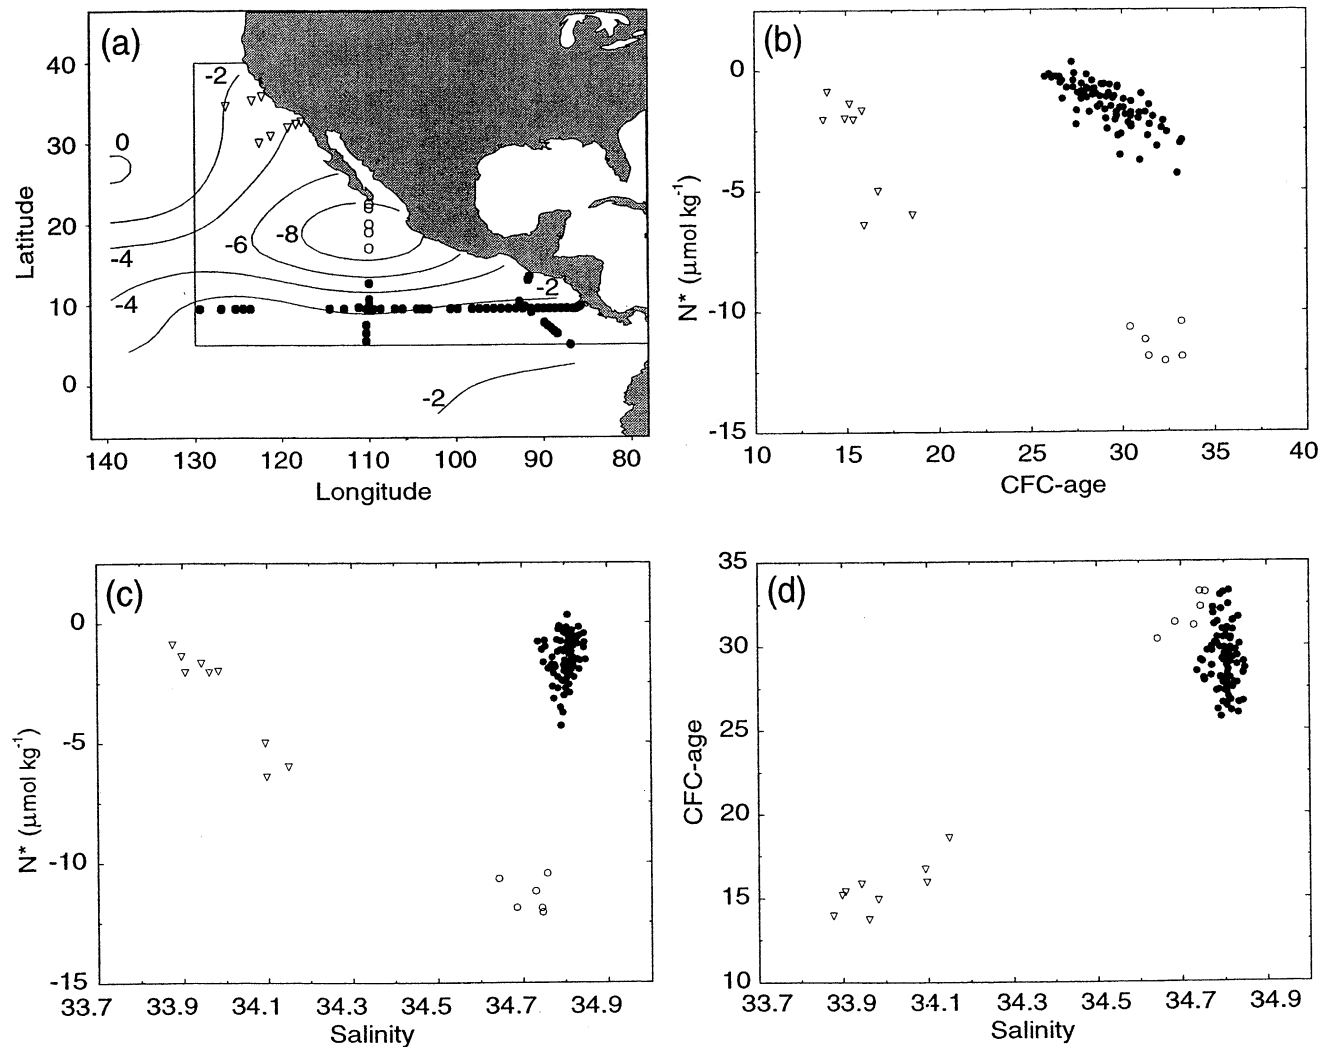 (a)
40
30
20
10
0
Latitude
-2
0
-4
-4
-6
-8
-2
-2
140 130 120 110 100 90 80
Longitude
(b)
0
-5
-10
-15
N* (μmol kg-1)
10 15 20 25 30 35 40
CFC-age
(c)
0
-5
-10
-15
N* (μmol kg-1)
33.7 33.9 34.1 34.3 34.5 34.7 34.9
Salinity
(d)
35
30
25
20
15
10
CFC-age
33.7 33.9 34.1 34.3 34.5 34.7 34.9
Salinity